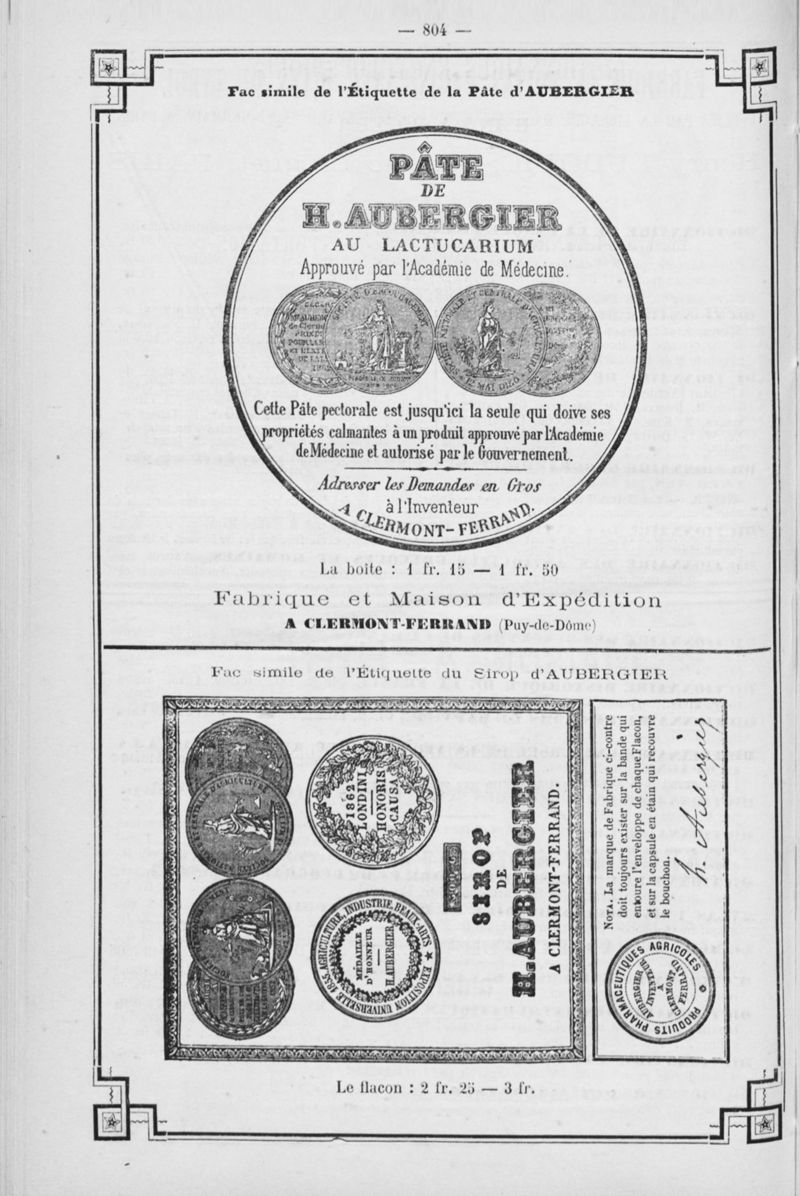 — 804 —
Fac simile de l'Étiquette de la Pâte d'AUBERGIER
PÂTE
DE
H. AUBERGIER
AU LACTUCARIUM
Approuvé par l'Académie de Médecine.
Cette Pâte pectorale est jusqu'ici la seule qui doive ses
propriétés calmantes à un produit approuvé par l'Académie
de Médecine et autorisé par le Gouvernement.
Adresser les Demandes en Gros
à l'Inventeur
A CLERMONT-FERRAND.
La boîte : 1 fr. 15 — 1 fr. 50
Fabrique et Maison d'Expédition
A CLERMONT-FERRAND (Puy-de-Dôme)
Fac simile de l'Étiquette du Sirop d'AUBERGIER
1862
LONDINI
HONORIS
CAUSA
EXPOSITION UNIVERSELLE 1855. AGRICULTURE, INDUSTRIE, BEAUX-ARTS
MÉDAILLE
D'HONNEUR
H. AUBERGIER
SIROP
DE
H. AUBERGIER
A CLERMONT-FERRAND.
NOTA. La marque de Fabrique ci-contre
doit toujours exister sur la bande qui
entoure l'enveloppe de chaque Flacon,
et sur la capsule en étain qui recouvre
le bouchon.
H. Aubergier
PRODUITS PHARMACEUTIQUES AGRICOLES
AUBERGIER
INVENTEUR
A
CLERMONT
FERRAND
Le flacon : 2 fr. 25 — 3 fr.